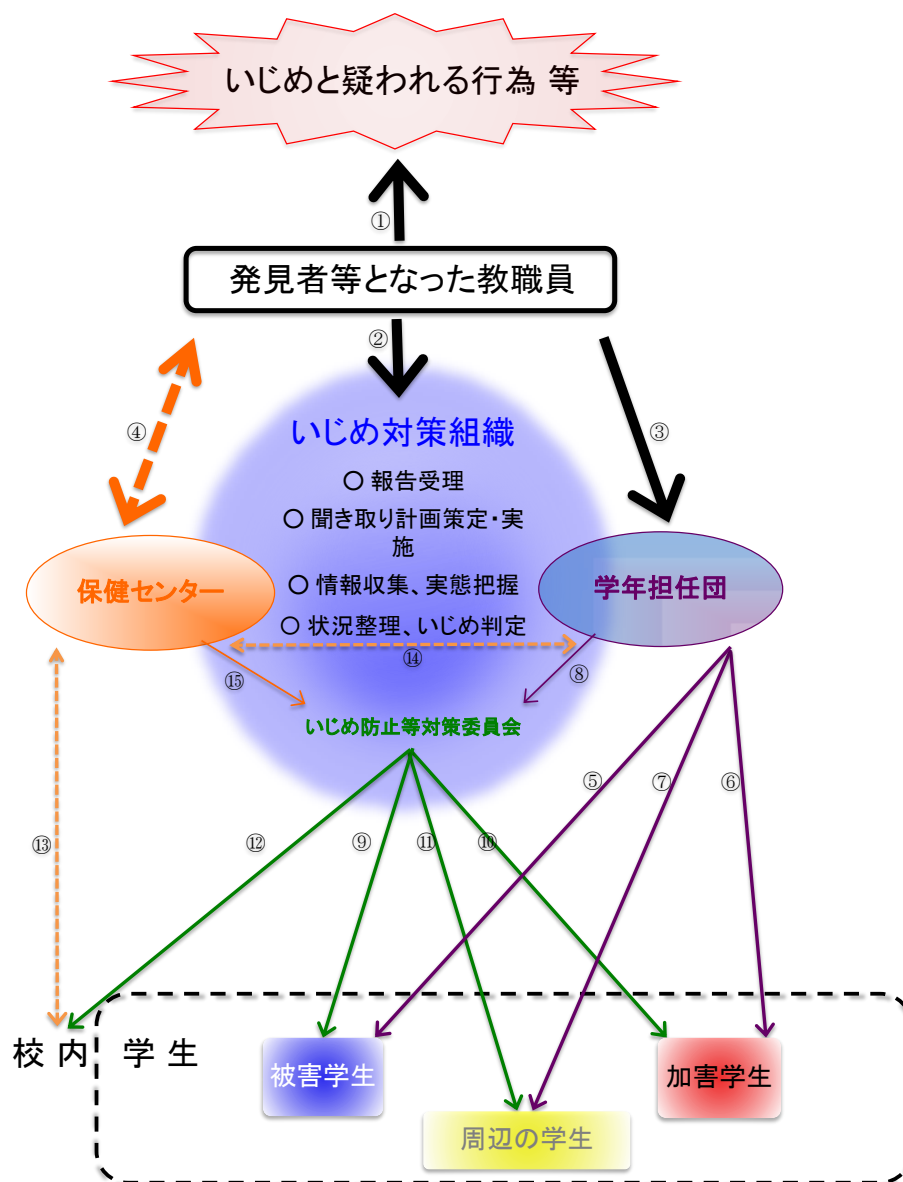 いじめと疑われる行為 等
①
発見者等となった教職員
②
③
④
いじめ対策組織
○ 報告受理
○ 聞き取り計画策定・実
施
○ 情報収集、実態把握
○ 状況整理、いじめ判定
保健センター
学年担任団
⑭
⑮
⑧
いじめ防止等対策委員会
⑤
⑦
⑥
⑬
⑫
⑨
⑪
⑩
校 内
学 生
被害学生
加害学生
周辺の学生